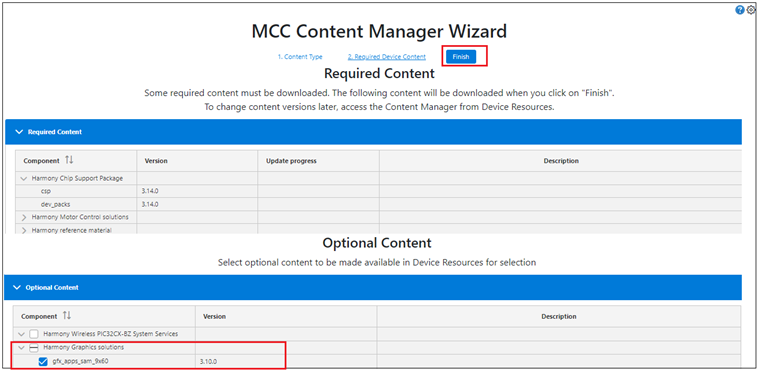 MCC Content Manager Wizard
1. Content Type 2. Required Device Content Finish
Required Content
Some required content must be downloaded. The following content will be downloaded when you click on "Finish".
To change content versions later, access the Content Manager from Device Resources.
Required Content
Component Version Update progress Description
Harmony Chip Support Package
csp 3.14.0
dev_packs 3.14.0
Harmony Motor Control solutions
Harmony reference material
Optional Content
Select optional content to be made available in Device Resources for selection
Optional Content
Component Version Description
Harmony Wireless PIC32CX-BZ System Services
Harmony Graphics solutions
gfx_apps_sam_9x60 3.10.0